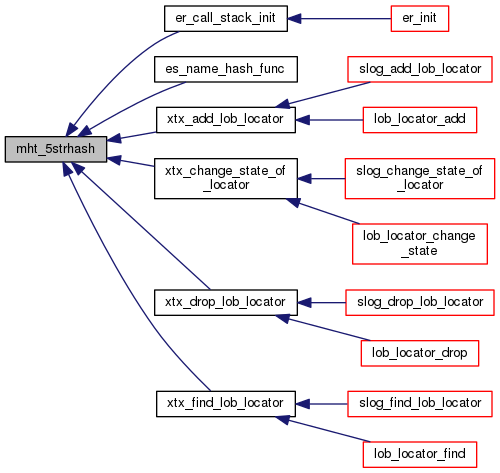 er_call_stack_init
er_init
es_name_hash_func
slog_add_lob_locator
xtx_add_lob_locator
lob_locator_add
mht_5strhash
xtx_change_state_of
_locator
slog_change_state_of
_locator
lob_locator_change
_state
xtx_drop_lob_locator
slog_drop_lob_locator
lob_locator_drop
xtx_find_lob_locator
slog_find_lob_locator
lob_locator_find